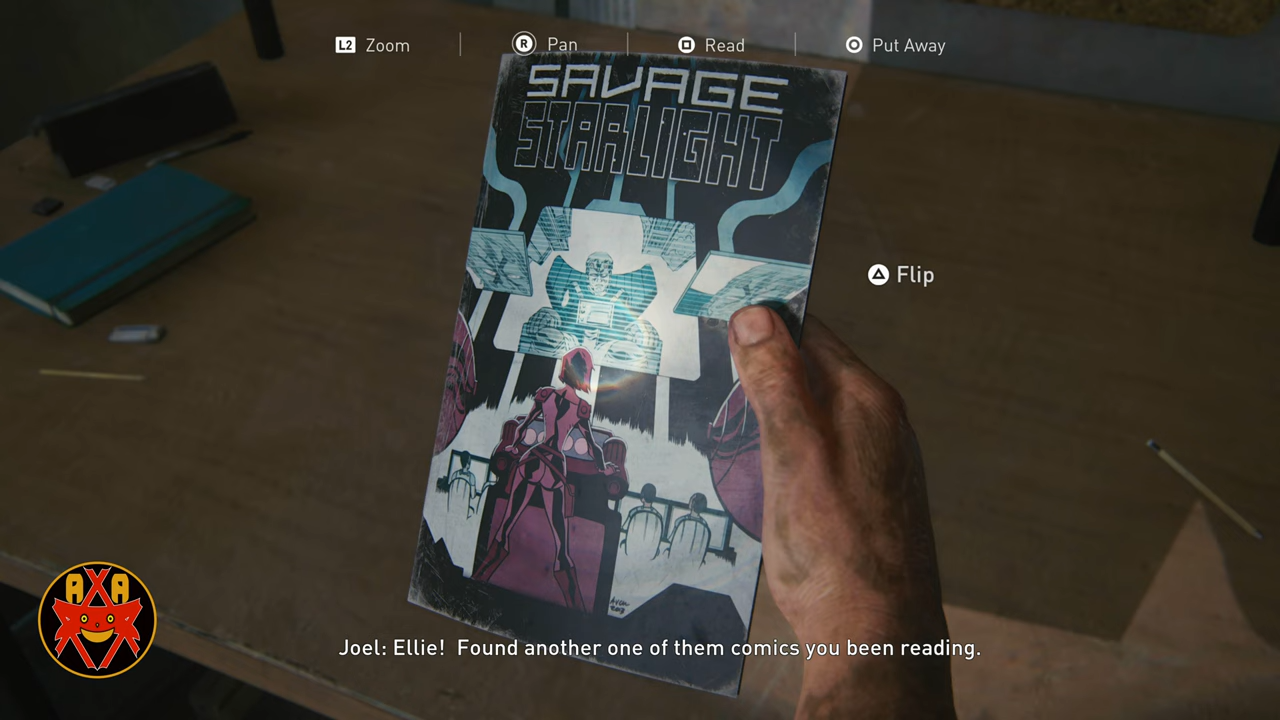 L2 Zoom
R Pan
Read
Put Away
SAVAGE
STARLIGHT
Flip
AXA
Joel: Ellie! Found another one of them comics you been reading.